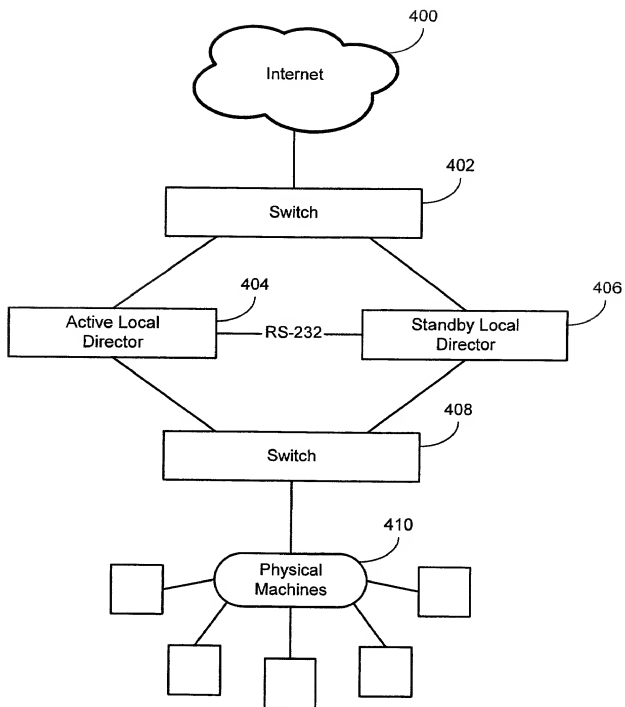 400
Internet
402
Switch
404
406
Active Local
Director
RS-232
Standby Local
Director
408
Switch
410
Physical
Machines